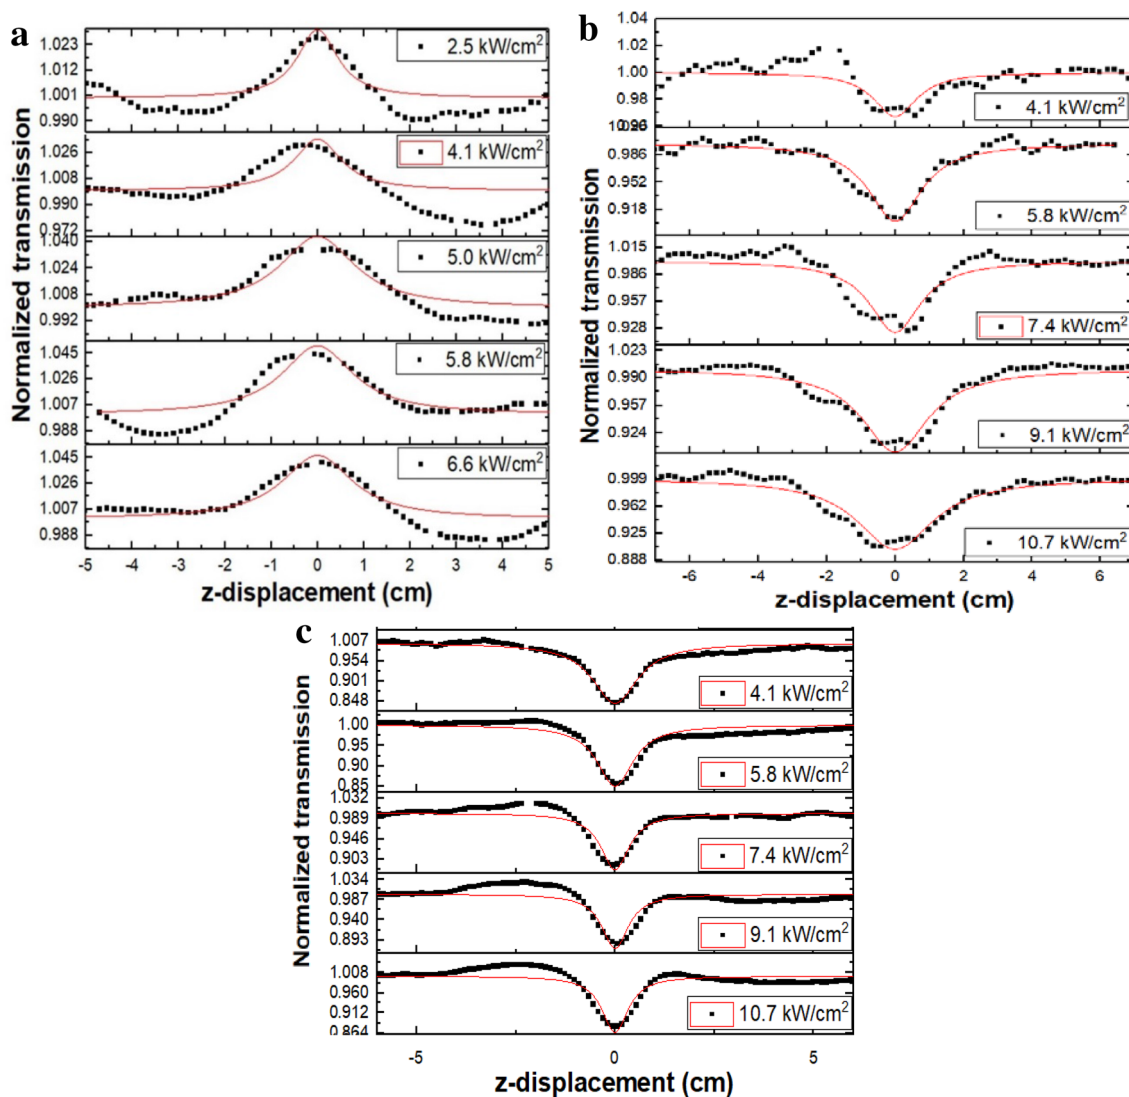 a
Normalized transmission
1.023
1.012
1.001
0.990
2.5 kW/cm²
1.026
1.008
0.990
0.972
4.1 kW/cm²
1.040
1.024
1.008
0.992
5.0 kW/cm²
1.045
1.026
1.007
0.988
5.8 kW/cm²
1.045
1.026
1.007
0.988
6.6 kW/cm²
-5 -4 -3 -2 -1 0 1 2 3 4 5
z-displacement (cm)
b
Normalized transmission
1.04
1.02
1.00
0.98
0.96
4.1 kW/cm²
0.986
0.952
0.918
5.8 kW/cm²
1.015
0.986
0.957
0.928
7.4 kW/cm²
1.023
0.990
0.957
0.924
9.1 kW/cm²
0.999
0.962
0.925
0.888
10.7 kW/cm²
-6 -4 -2 0 2 4 6
z-displacement (cm)
c
Normalized transmission
1.007
0.954
0.901
0.848
4.1 kW/cm²
1.00
0.95
0.90
0.85
5.8 kW/cm²
1.032
0.989
0.946
0.903
7.4 kW/cm²
1.034
0.987
0.940
0.893
9.1 kW/cm²
1.008
0.960
0.912
0.864
10.7 kW/cm²
-5 0 5
z-displacement (cm)